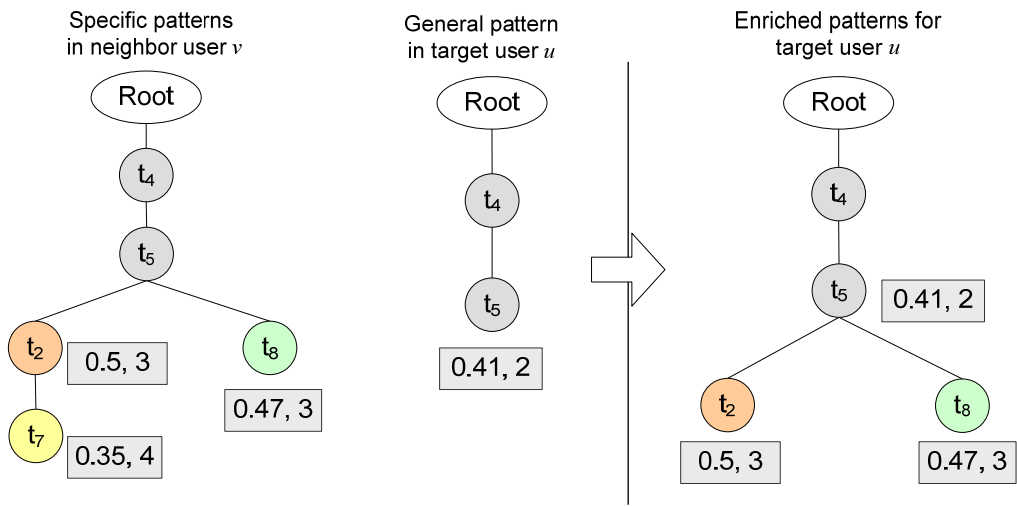 Specific patterns
in neighbor user v
Root
t4
t5
t2
0.5, 3
t8
0.47, 3
t7
0.35, 4
General pattern
in target user u
Root
t4
t5
0.41, 2
Enriched patterns for
target user u
Root
t4
t5
0.41, 2
t2
0.5, 3
t8
0.47, 3